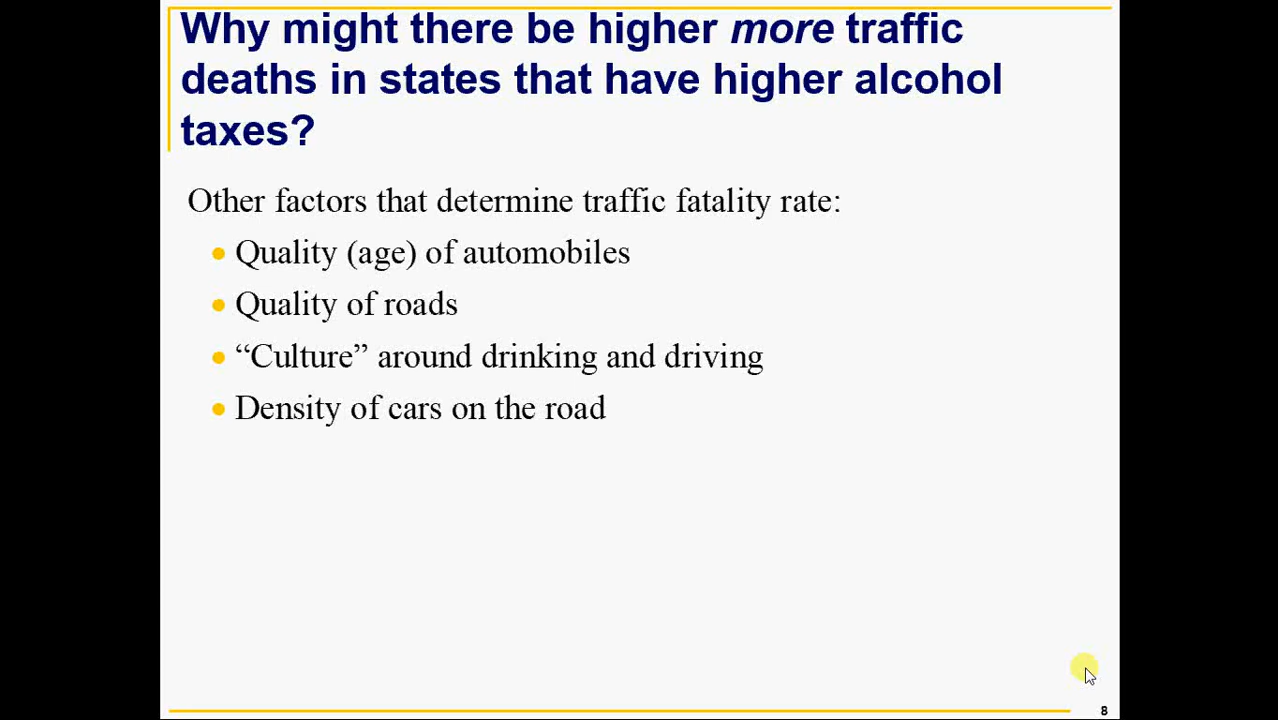 Why might there be higher more traffic
deaths in states that have higher alcohol
taxes?
Other factors that determine traffic fatality rate:
• Quality (age) of automobiles
• Quality of roads
• “Culture” around drinking and driving
• Density of cars on the road
8